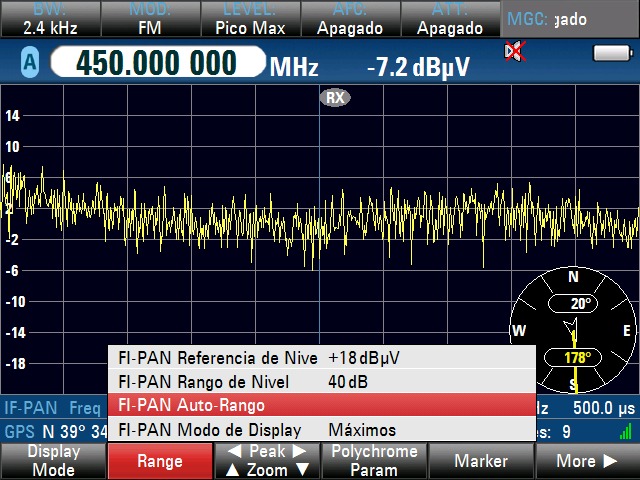 BW: MOD: LEVEL: AFC: ATT: MGC: gado
2.4 kHz FM Pico Max Apagado Apagado
A 450.000 000 MHz -7.2 dBµV
RX
14
10
6
2
-2
-6
-10
-14
-18
N
20°
W E
178°
S
FI-PAN Referencia de Nive +18 dBµV
FI-PAN Rango de Nivel 40 dB
FI-PAN Auto-Rango
FI-PAN Modo de Display Máximos
IF-PAN Freq Hz 500.0 µs
GPS N 39° 34 es: 9
Display Mode
Range
◀ Peak ▶
▲ Zoom ▼
Polychrome Param
Marker
More ▶